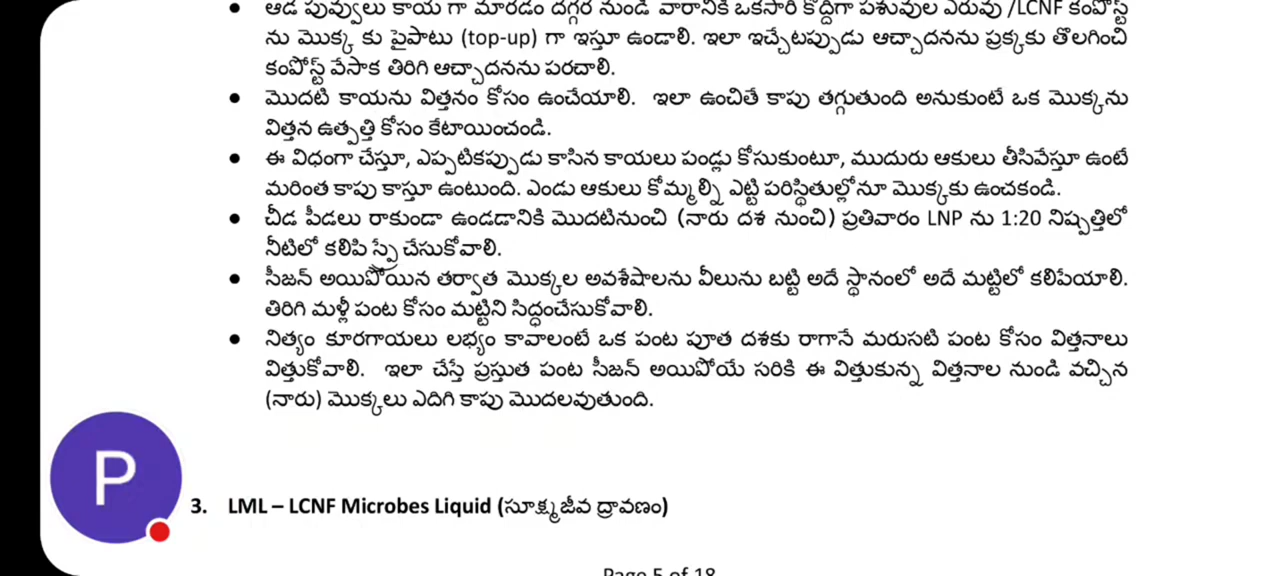 ఆడ పువ్వులు కాయ గా మారడం దగ్గర నుండి వారానికి ఒకసారి కొద్దిగా పశువుల ఎరువు /LCNF కంపోస్ట్
ను మొక్క కు పైపాటు (top-up) గా ఇస్తూ ఉండాలి. ఇలా ఇచ్చేటప్పుడు ఆచ్చాదనను ప్రక్కకు తొలగించి
కంపోస్ట్ వేసాక తిరిగి ఆచ్చాదనను పరచాలి.
● మొదటి కాయను విత్తనం కోసం ఉంచేయాలి. ఇలా ఉంచితే కాపు తగ్గుతుంది అనుకుంటే ఒక మొక్కను
విత్తన ఉత్పత్తి కోసం కేటాయించండి.
● ఈ విధంగా చేస్తూ, ఎప్పటికప్పుడు కాసిన కాయలు పండ్లు కోసుకుంటూ, ముదురు ఆకులు తీసివేస్తూ ఉంటే
మరింత కాపు కాస్తూ ఉంటుంది. ఎండు ఆకులు కోమ్మల్ని ఎట్టి పరిస్థితుల్లోనూ మొక్కకు ఉంచకండి.
● చీడ పీడలు రాకుండా ఉండడానికి మొదటినుంచి (నారు దశ నుంచి) ప్రతివారం LNP ను 1:20 నిష్పత్తిలో
నీటిలో కలిపి స్ప్రే చేసుకోవాలి.
● సీజన్ అయిపోయిన తర్వాత మొక్కల అవశేషాలను వీలును బట్టి అదే స్థానంలో అదే మట్టిలో కలిపేయాలి.
తిరిగి మళ్లీ పంట కోసం మట్టిని సిద్ధంచేసుకోవాలి.
● నిత్యం కూరగాయలు లభ్యం కావాలంటే ఒక పంట పూత దశకు రాగానే మరుసటి పంట కోసం విత్తనాలు
విత్తుకోవాలి. ఇలా చేస్తే ప్రస్తుత పంట సీజన్ అయిపోయే సరికి ఈ విత్తుకున్న విత్తనాల నుండి వచ్చిన
(నారు) మొక్కలు ఎదిగి కాపు మొదలవుతుంది.
P
3. LML – LCNF Microbes Liquid (సూక్ష్మజీవ ద్రావణం)
Page 5 of 18